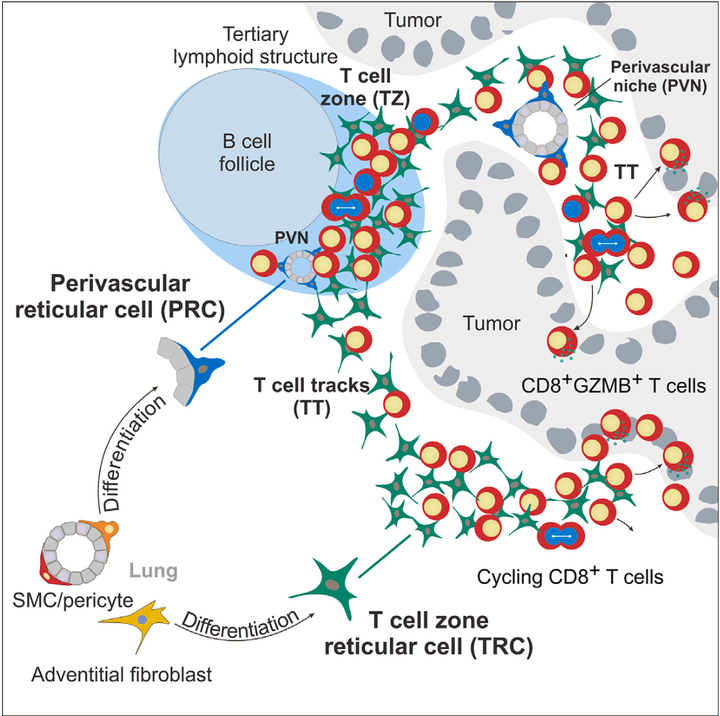 Tumor
Tertiary
lymphoid structure
T cell
zone (TZ)
Perivascular
niche (PVN)
B cell
follicle
TT
PVN
Perivascular
reticular cell (PRC)
Tumor
T cell tracks
(TT)
CD8+GZMB+ T cells
Differentiation
Lung
SMC/pericyte
Cycling CD8+ T cells
Differentiation
T cell zone
reticular cell (TRC)
Adventitial fibroblast